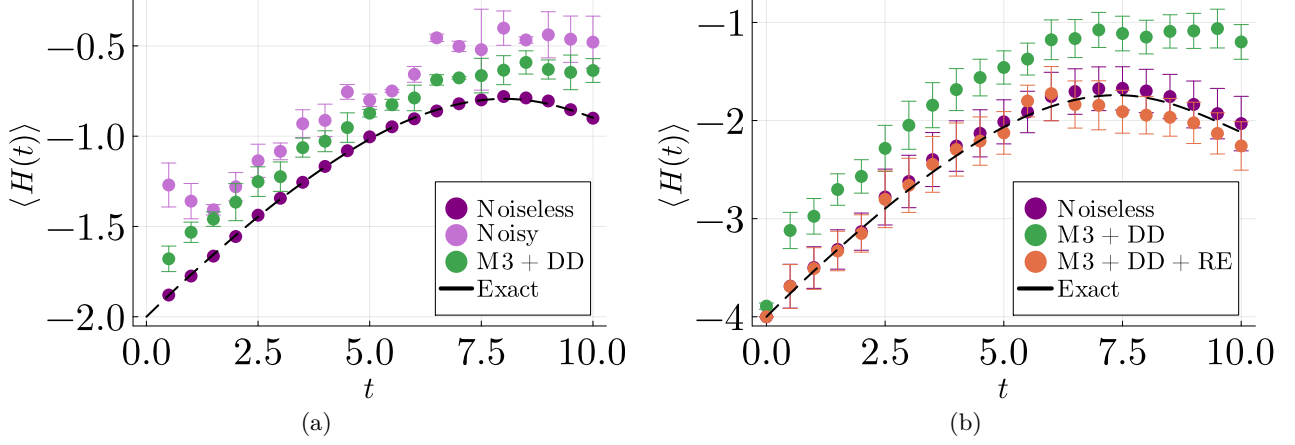 −0.5
−1.0
−1.5
−2.0
⟨H(t)⟩
0.0 2.5 5.0 7.5 10.0
t
Noiseless
Noisy
M3 + DD
Exact
(a)
−1
−2
−3
−4
⟨H(t)⟩
0.0 2.5 5.0 7.5 10.0
t
Noiseless
M3 + DD
M3 + DD + RE
Exact
(b)